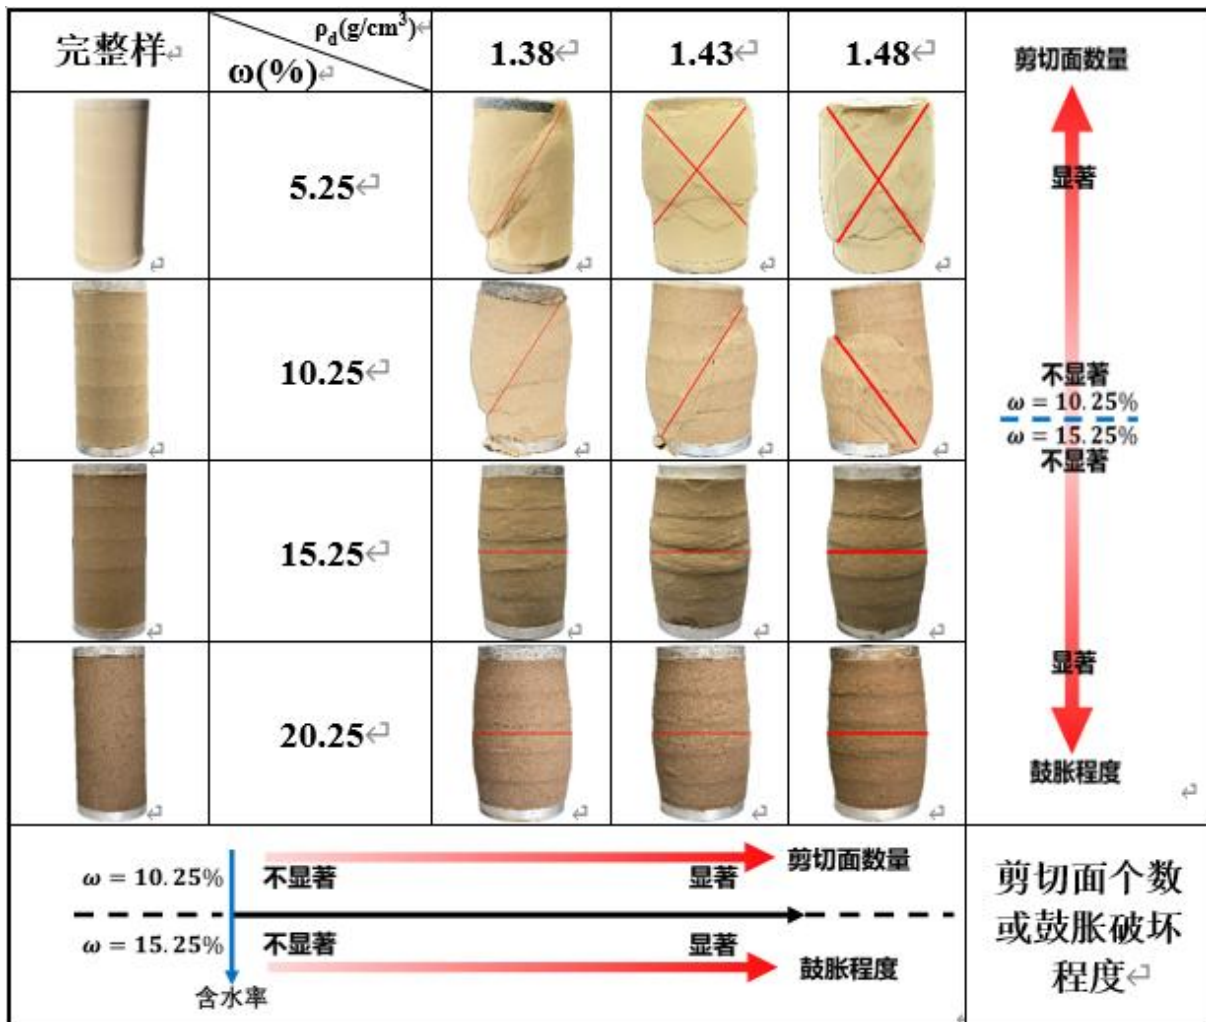 完整样
ρd(g/cm³)
ω(%)
1.38
1.43
1.48
剪切面数量
显著
5.25
10.25
不显著
ω = 10.25%
ω = 15.25%
不显著
15.25
显著
20.25
鼓胀程度
ω = 10.25%
不显著
显著
剪切面数量
ω = 15.25%
不显著
显著
鼓胀程度
含水率
剪切面个数
或鼓胀破坏
程度